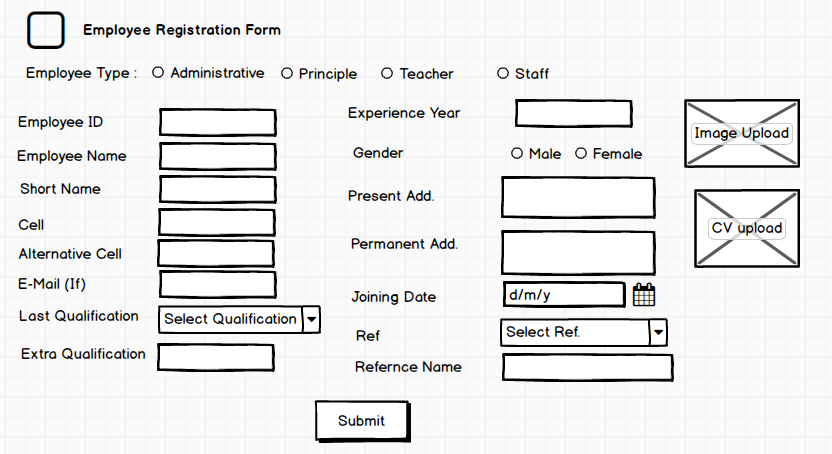 Employee Registration Form
Employee Type : Administrative Principle Teacher Staff
Employee ID
Employee Name
Short Name
Cell
Alternative Cell
E-Mail (If)
Last Qualification Select Qualification
Extra Qualification
Experience Year
Gender Male Female
Present Add.
Permanent Add.
Joining Date d/m/y
Ref Select Ref.
Refernce Name
Image Upload
CV upload
Submit